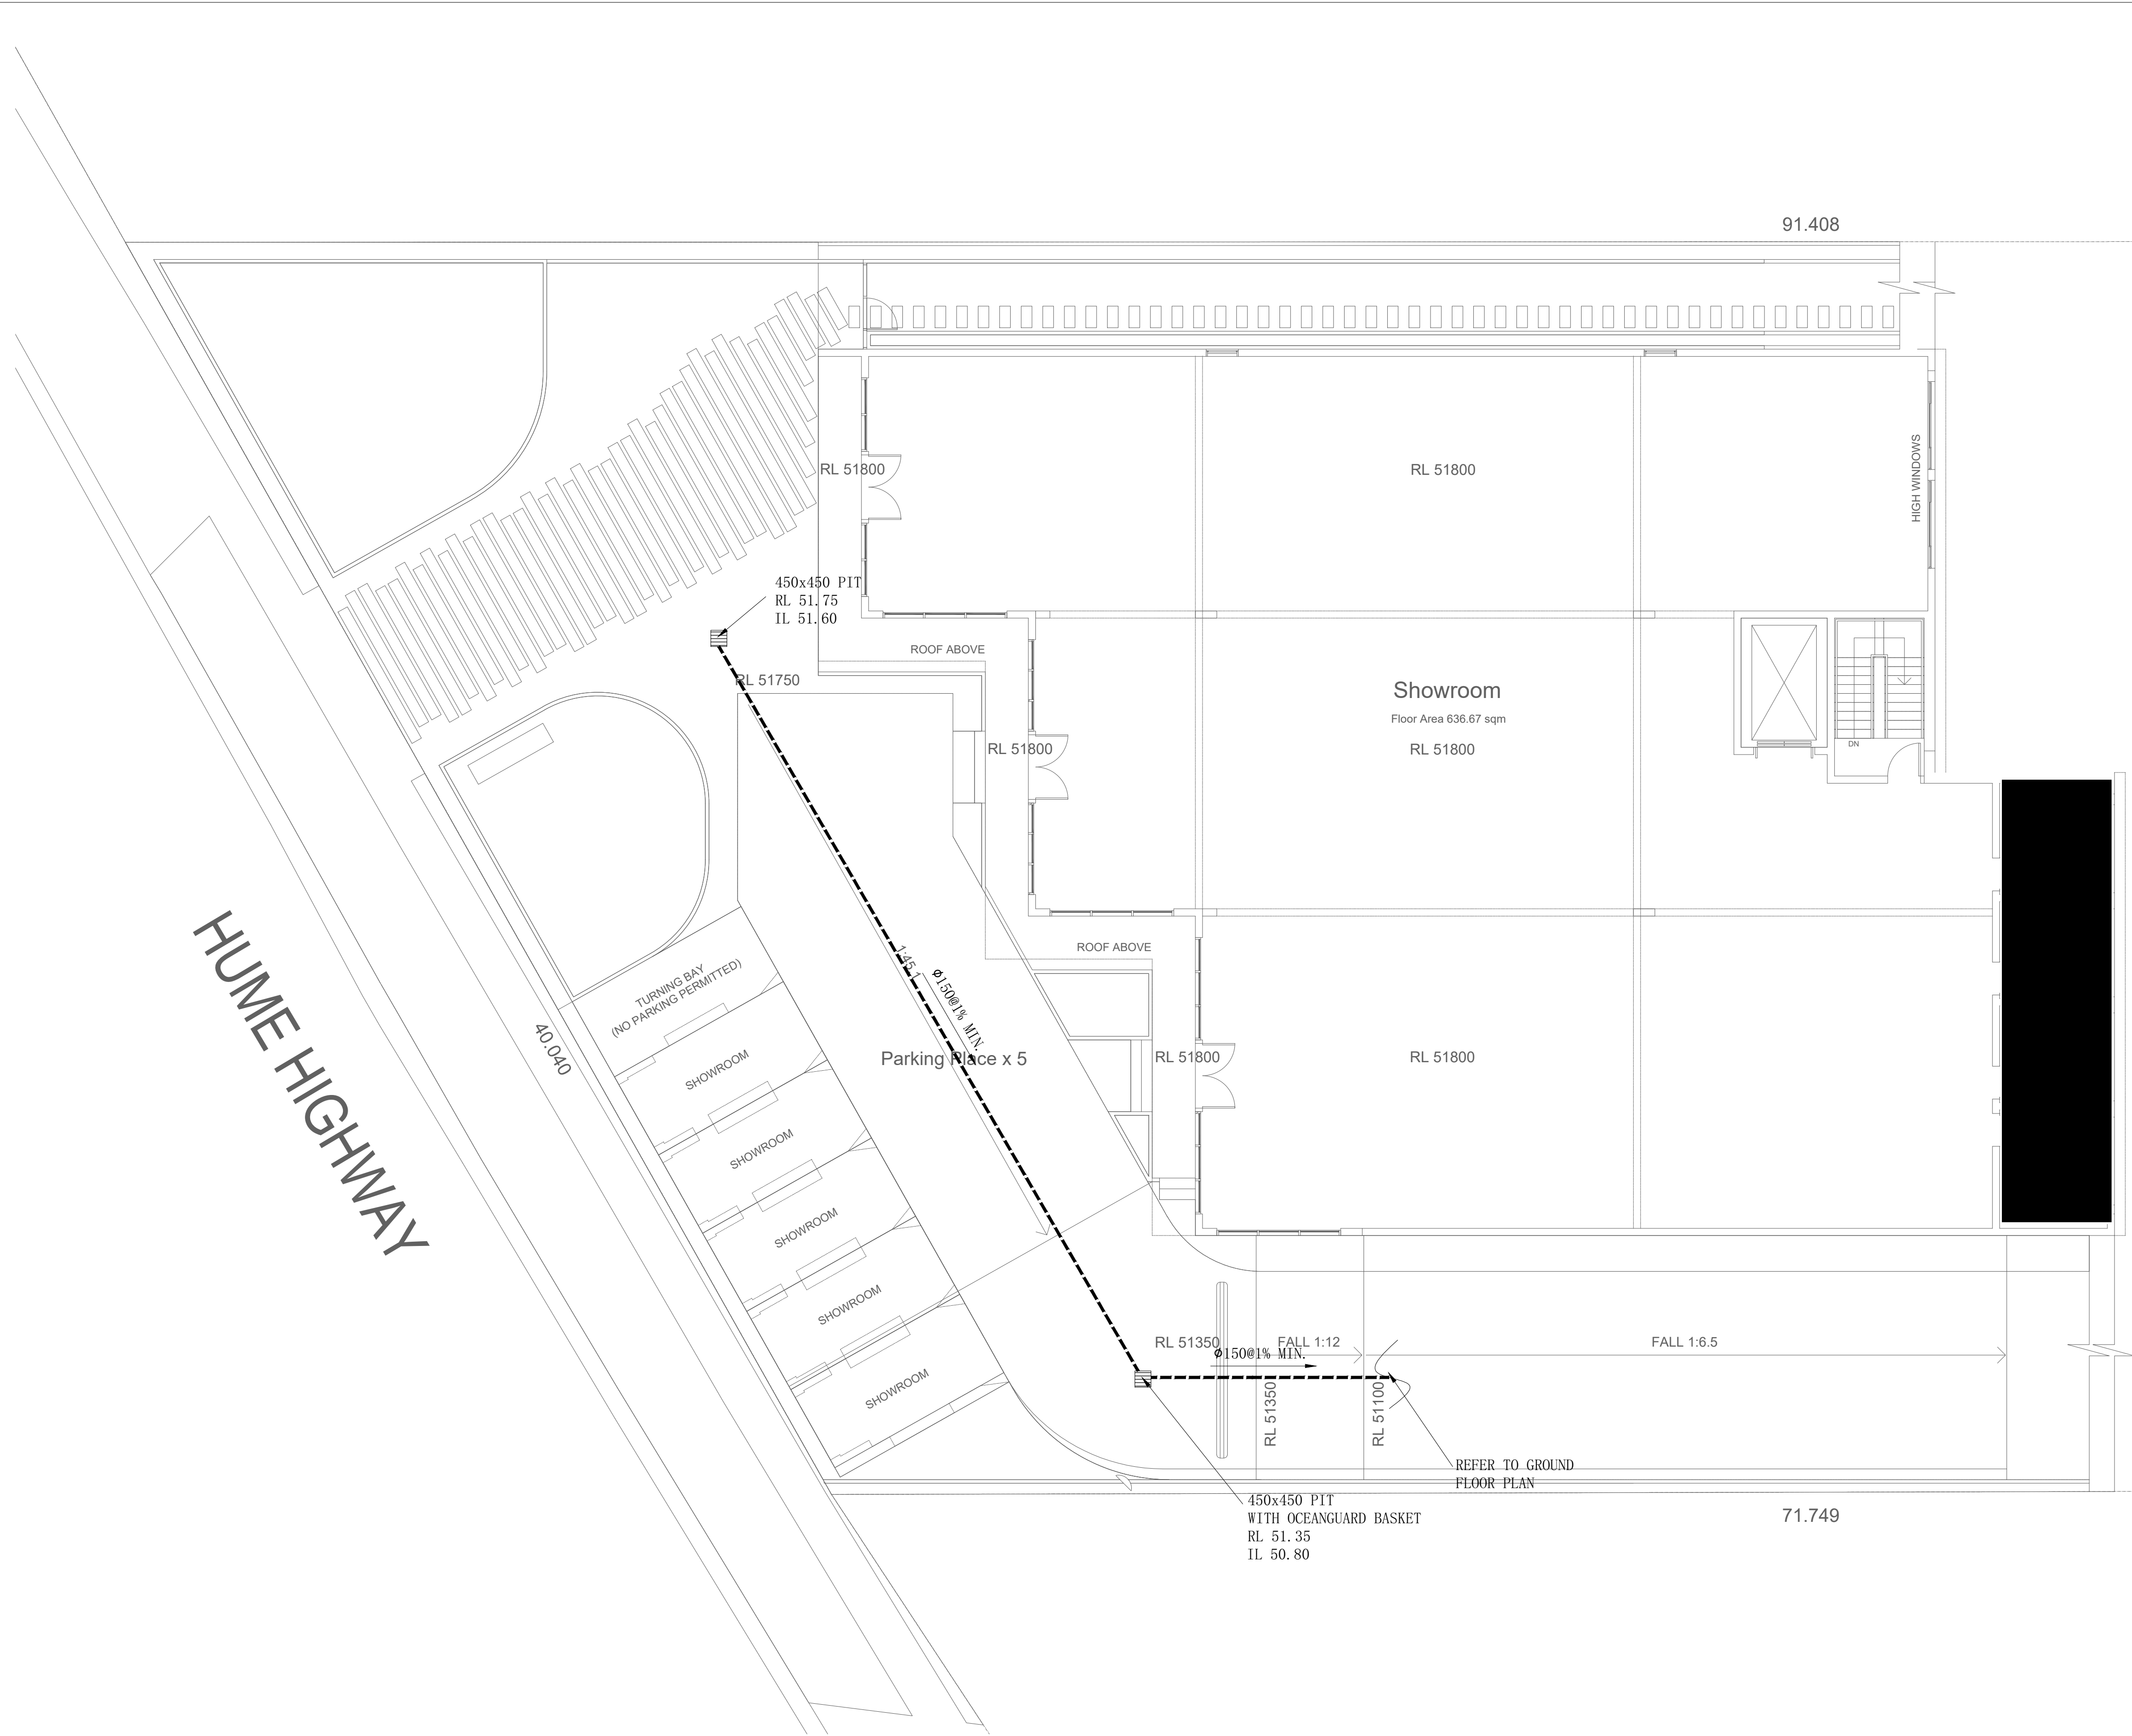 91.408
RL 51800
RL 51800
HIGH WINDOWS
450x450 PIT
RL 51.75
IL 51.60
ROOF ABOVE
RL 51750
Showroom
Floor Area 636.67 sqm
RL 51800
RL 51800
DN
HUME HIGHWAY
40.040
TURNING BAY
(NO PARKING PERMITTED)
ROOF ABOVE
1:45.1
Ø150@1% MIN.
Parking Place x 5
RL 51800
RL 51800
SHOWROOM
SHOWROOM
SHOWROOM
SHOWROOM
SHOWROOM
RL 51350
FALL 1:12
FALL 1:6.5
Ø150@1% MIN.
RL 51350
RL 51100
REFER TO GROUND
FLOOR PLAN
450x450 PIT
WITH OCEANGUARD BASKET
RL 51.35
IL 50.80
71.749